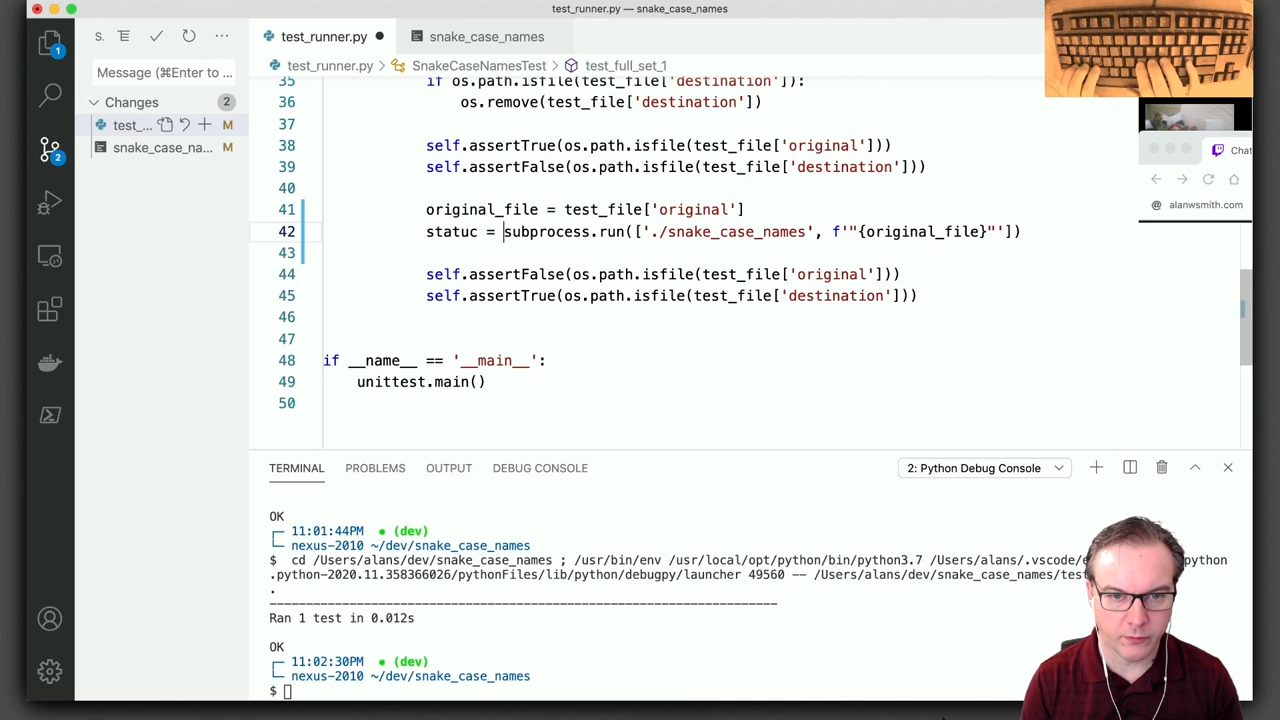 test_runner.py — snake_case_names
S.
test_runner.py
snake_case_names
1
Message (⌘Enter to ...
test_runner.py > SnakeCaseNamesTest > test_full_set_1
Changes 2
test_... M
snake_case_na... M
2
35 if os.path.isfile(test_file['destination']):
36 os.remove(test_file['destination'])
37
38 self.assertTrue(os.path.isfile(test_file['original']))
39 self.assertFalse(os.path.isfile(test_file['destination']))
40
41 original_file = test_file['original']
42 statuc = subprocess.run(['./snake_case_names', f'"{original_file}"'])
43
44 self.assertFalse(os.path.isfile(test_file['original']))
45 self.assertTrue(os.path.isfile(test_file['destination']))
46
47
48 if __name__ == '__main__':
49 unittest.main()
50
Chat
@ alanwsmith.com
TERMINAL PROBLEMS OUTPUT DEBUG CONSOLE 2: Python Debug Console
OK
11:01:44PM ● (dev)
nexus-2010 ~/dev/snake_case_names
$ cd /Users/alans/dev/snake_case_names ; /usr/bin/env /usr/local/opt/python/bin/python3.7 /Users/alans/.vscode/ python
.python-2020.11.358366026/pythonFiles/lib/python/debugpy/launcher 49560 -- /Users/alans/dev/snake_case_names/test
.
----------------------------------------------------------------------
Ran 1 test in 0.012s
OK
11:02:30PM ● (dev)
nexus-2010 ~/dev/snake_case_names
$